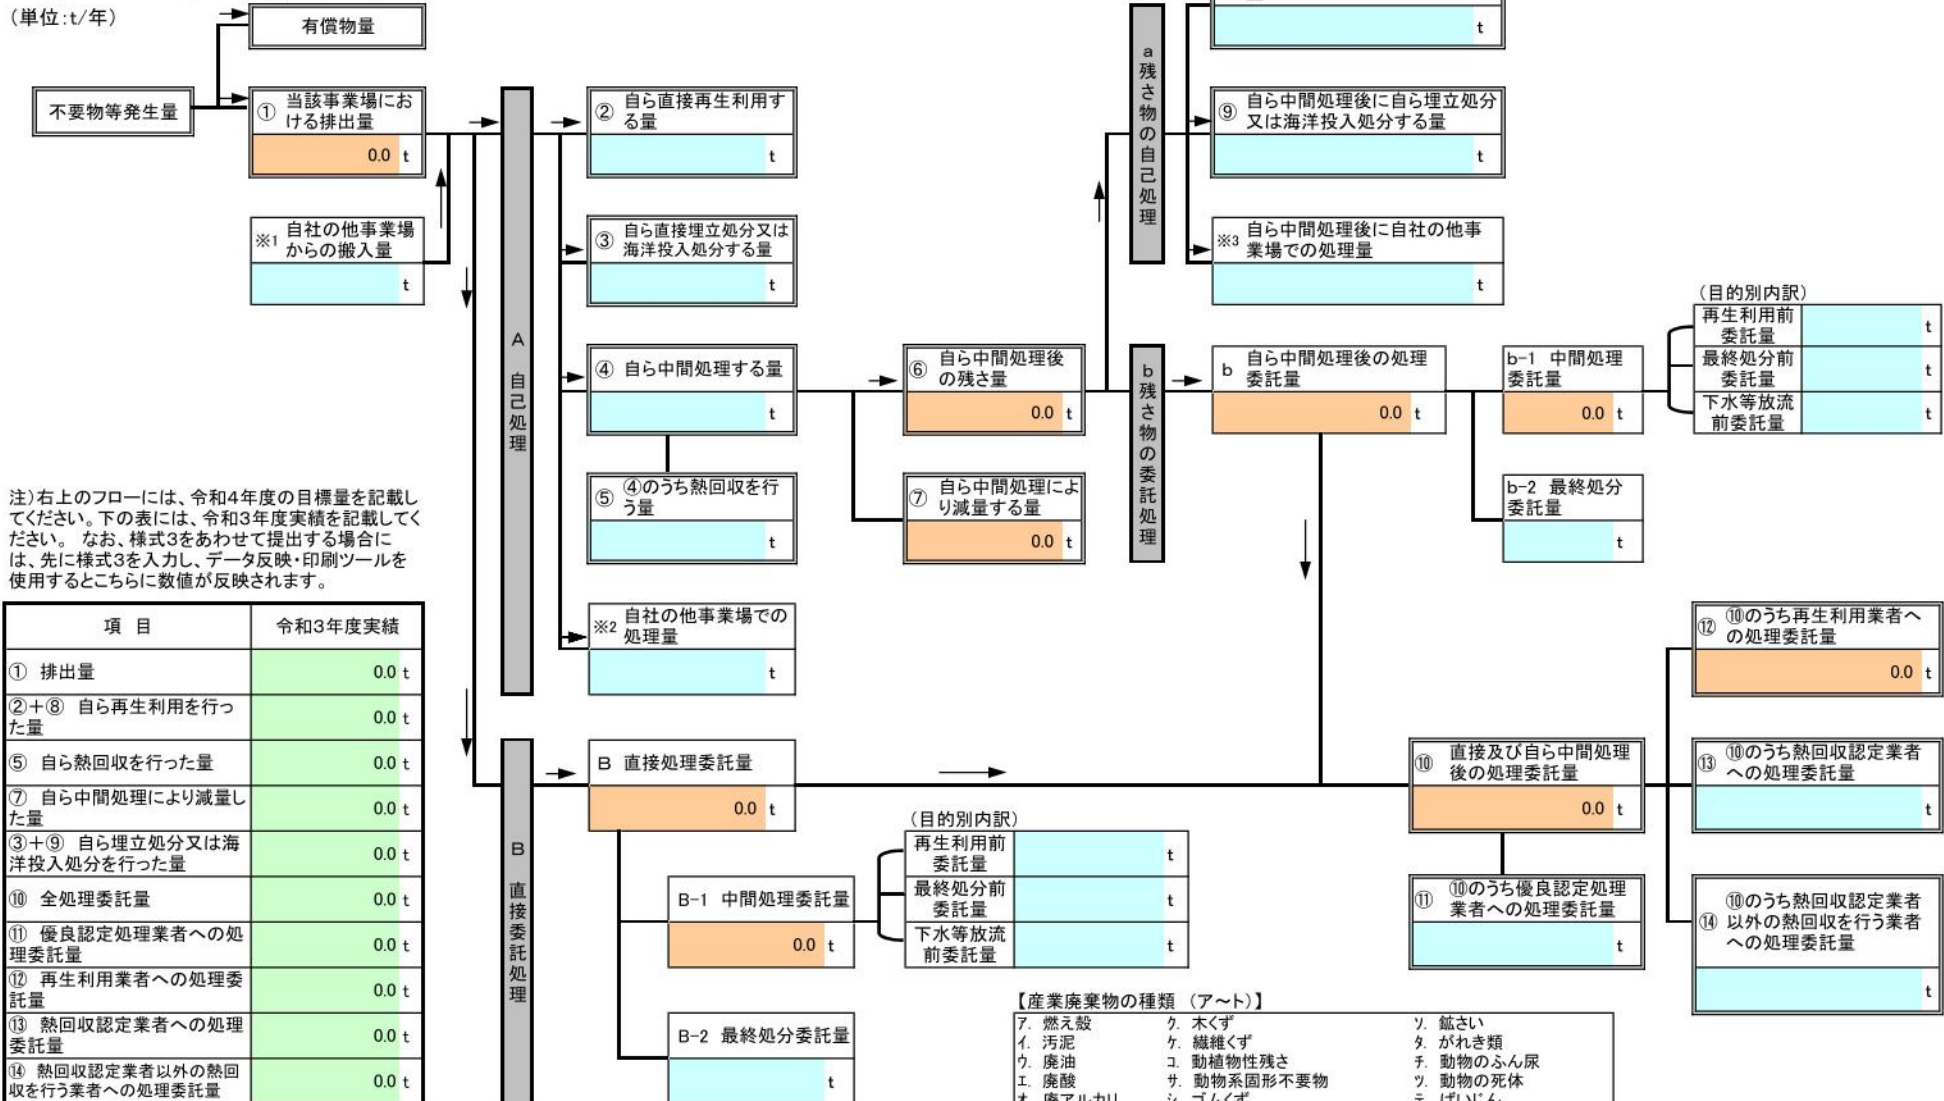 (単位:t/年)
有償物量
不要物等発生量
① 当該事業場にお
ける排出量
0.0 t
※1 自社の他事業場
からの搬入量
t
A 自己処理
② 自ら直接再生利用す
る量
t
③ 自ら直接埋立処分又は
海洋投入処分する量
t
④ 自ら中間処理する量
t
⑤ ④のうち熱回収を行
う量
t
※2 自社の他事業場での
処理量
t
⑥ 自ら中間処理後
の残さ量
0.0 t
⑦ 自ら中間処理によ
り減量する量
0.0 t
a 残さ物の自己処理
t
⑨ 自ら中間処理後に自ら埋立処分
又は海洋投入処分する量
t
※3 自ら中間処理後に自社の他事
業場での処理量
t
b 残さ物の委託処理
b 自ら中間処理後の処理
委託量
0.0 t
b-1 中間処理
委託量
0.0 t
(目的別内訳)
再生利用前
委託量
t
最終処分前
委託量
t
下水等放流
前委託量
t
b-2 最終処分
委託量
t
注)右上のフローには、令和4年度の目標量を記載し
てください。下の表には、令和3年度実績を記載してく
ださい。 なお、様式3をあわせて提出する場合に
は、先に様式3を入力し、データ反映・印刷ツールを
使用するとこちらに数値が反映されます。
項 目 令和3年度実績
① 排出量 0.0 t
②+⑧ 自ら再生利用を行っ
た量 0.0 t
⑤ 自ら熱回収を行った量 0.0 t
⑦ 自ら中間処理により減量し
た量 0.0 t
③+⑨ 自ら埋立処分又は海
洋投入処分を行った量 0.0 t
⑩ 全処理委託量 0.0 t
⑪ 優良認定処理業者への処
理委託量 0.0 t
⑫ 再生利用業者への処理委
託量 0.0 t
⑬ 熱回収認定業者への処理
委託量 0.0 t
⑭ 熱回収認定業者以外の熱回
収を行う業者への処理委託量 0.0 t
B 直接委託処理
B 直接処理委託量
0.0 t
B-1 中間処理委託量
0.0 t
(目的別内訳)
再生利用前
委託量
t
最終処分前
委託量
t
下水等放流
前委託量
t
B-2 最終処分委託量
t
⑩ 直接及び自ら中間処理
後の処理委託量
0.0 t
⑪ ⑩のうち優良認定処理
業者への処理委託量
t
⑫ ⑩のうち再生利用業者へ
の処理委託量
0.0 t
⑬ ⑩のうち熱回収認定業者
への処理委託量
t
⑭ ⑩のうち熱回収認定業者
以外の熱回収を行う業者
への処理委託量
t
【産業廃棄物の種類 (ア~ト)】
ア. 燃え殻 ク. 木くず ソ. 鉱さい
イ. 汚泥 ケ. 繊維くず タ. がれき類
ウ. 廃油 コ. 動植物性残さ チ. 動物のふん尿
エ. 廃酸 サ. 動物系固形不要物 ツ. 動物の死体
オ. 廃アルカリ シ. ゴムくず テ. ばいじん